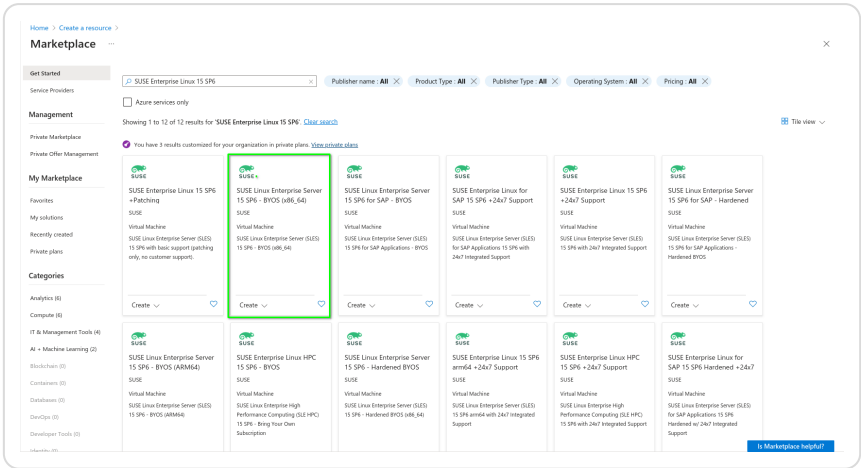 Home > Create a resource >
Marketplace ...
Get Started
Service Providers
Management
Private Marketplace
Private Offer Management
My Marketplace
Favorites
My solutions
Recently created
Private plans
Categories
Analytics (6)
Compute (6)
IT & Management Tools (4)
AI + Machine Learning (2)
Blockchain (0)
Containers (0)
Databases (0)
DevOps (0)
Developer Tools (0)
Identity (0)
SUSE Enterprise Linux 15 SP6
Publisher name : All
Product Type : All
Publisher Type : All
Operating System : All
Pricing : All
Azure services only
Showing 1 to 12 of 12 results for 'SUSE Enterprise Linux 15 SP6'. Clear search
Tile view
You have 3 results customized for your organization in private plans. View private plans
SUSE
SUSE Enterprise Linux 15 SP6
+Patching
SUSE
Virtual Machine
SUSE Linux Enterprise Server (SLES)
15 SP6 with basic support (patching
only, no customer support).
Create
SUSE
SUSE Linux Enterprise Server
15 SP6 - BYOS (x86_64)
SUSE
Virtual Machine
SUSE Linux Enterprise Server (SLES)
15 SP6 - BYOS (x86_64)
Create
SUSE
SUSE Linux Enterprise Server
15 SP6 for SAP - BYOS
SUSE
Virtual Machine
SUSE Linux Enterprise Server (SLES)
15 SP6 for SAP Applications - BYOS
Create
SUSE
SUSE Enterprise Linux for
SAP 15 SP6 +24x7 Support
SUSE
Virtual Machine
SUSE Linux Enterprise Server (SLES)
for SAP Applications 15 SP6 with
24x7 Integrated Support
Create
SUSE
SUSE Enterprise Linux 15 SP6
+24x7 Support
SUSE
Virtual Machine
SUSE Linux Enterprise Server (SLES)
15 SP6 with 24x7 Integrated Support
Create
SUSE
SUSE Linux Enterprise Server
15 SP6 for SAP - Hardened
SUSE
Virtual Machine
SUSE Linux Enterprise Server (SLES)
15 SP6 for SAP Applications -
Hardened BYOS
Create
SUSE
SUSE Linux Enterprise Server
15 SP6 - BYOS (ARM64)
SUSE
Virtual Machine
SUSE Linux Enterprise Server (SLES)
15 SP6 - BYOS (ARM64)
SUSE
SUSE Enterprise Linux HPC
15 SP6 - BYOS
SUSE
Virtual Machine
SUSE Linux Enterprise High
Performance Computing (SLE HPC)
15 SP6 - Bring Your Own
Subscription
SUSE
SUSE Linux Enterprise Server
15 SP6 - Hardened BYOS
SUSE
Virtual Machine
SUSE Linux Enterprise Server (SLES)
15 SP6 - Hardened BYOS (x86_64)
SUSE
SUSE Enterprise Linux 15 SP6
arm64 +24x7 Support
SUSE
Virtual Machine
SUSE Linux Enterprise Server (SLES)
15 SP6 arm64 with 24x7 Integrated
Support
SUSE
SUSE Enterprise Linux HPC
15 SP6 +24x7 Support
SUSE
Virtual Machine
SUSE Linux Enterprise High
Performance Computing (SLE HPC)
15 SP6 with 24x7 Integrated Support
SUSE
SUSE Enterprise Linux for
SAP 15 SP6 Hardened +24x7
SUSE
Virtual Machine
SUSE Linux Enterprise Server (SLES)
for SAP Applications 15 SP6
Hardened w/ 24x7 Integrated
Support
Is Marketplace helpful?